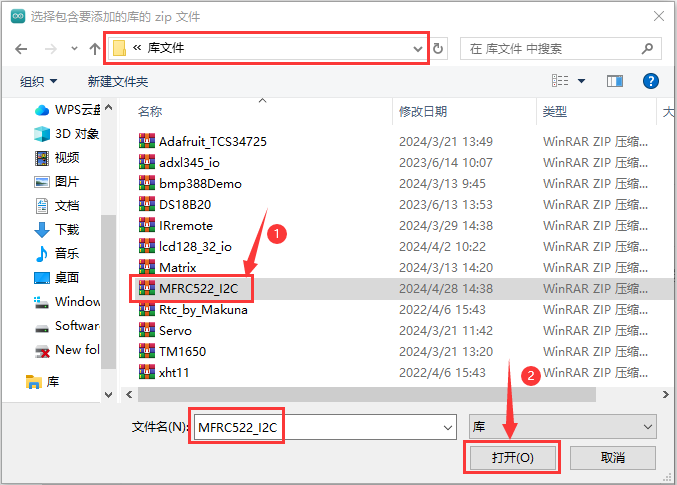 选择包含要添加的库的 zip 文件
« 库文件
在 库文件 中搜索
组织
新建文件夹
名称 修改日期 类型 大
WPS云盘
3D 对象
视频
图片
文档
下载
音乐
桌面
Window
Software
New fol
库
Adafruit_TCS34725 2024/3/21 13:49 WinRAR ZIP 压缩...
adxl345_io 2023/6/14 10:07 WinRAR ZIP 压缩...
bmp388Demo 2024/3/13 9:45 WinRAR ZIP 压缩...
DS18B20 2023/6/13 13:53 WinRAR ZIP 压缩...
IRremote 2024/3/29 14:38 WinRAR ZIP 压缩...
lcd128_32_io 2024/4/2 10:22 WinRAR ZIP 压缩...
1
Matrix 2024/3/13 14:20 WinRAR ZIP 压缩...
MFRC522_I2C 2024/4/28 14:38 WinRAR ZIP 压缩...
Rtc_by_Makuna 2022/4/6 15:43 WinRAR ZIP 压缩...
Servo 2024/3/21 11:42 WinRAR ZIP 压缩...
TM1650 2024/3/21 13:20 WinRAR ZIP 压缩...
xht11 2022/4/6 15:43 WinRAR ZIP 压缩...
2
文件名(N): MFRC522_I2C 库
打开(O) 取消